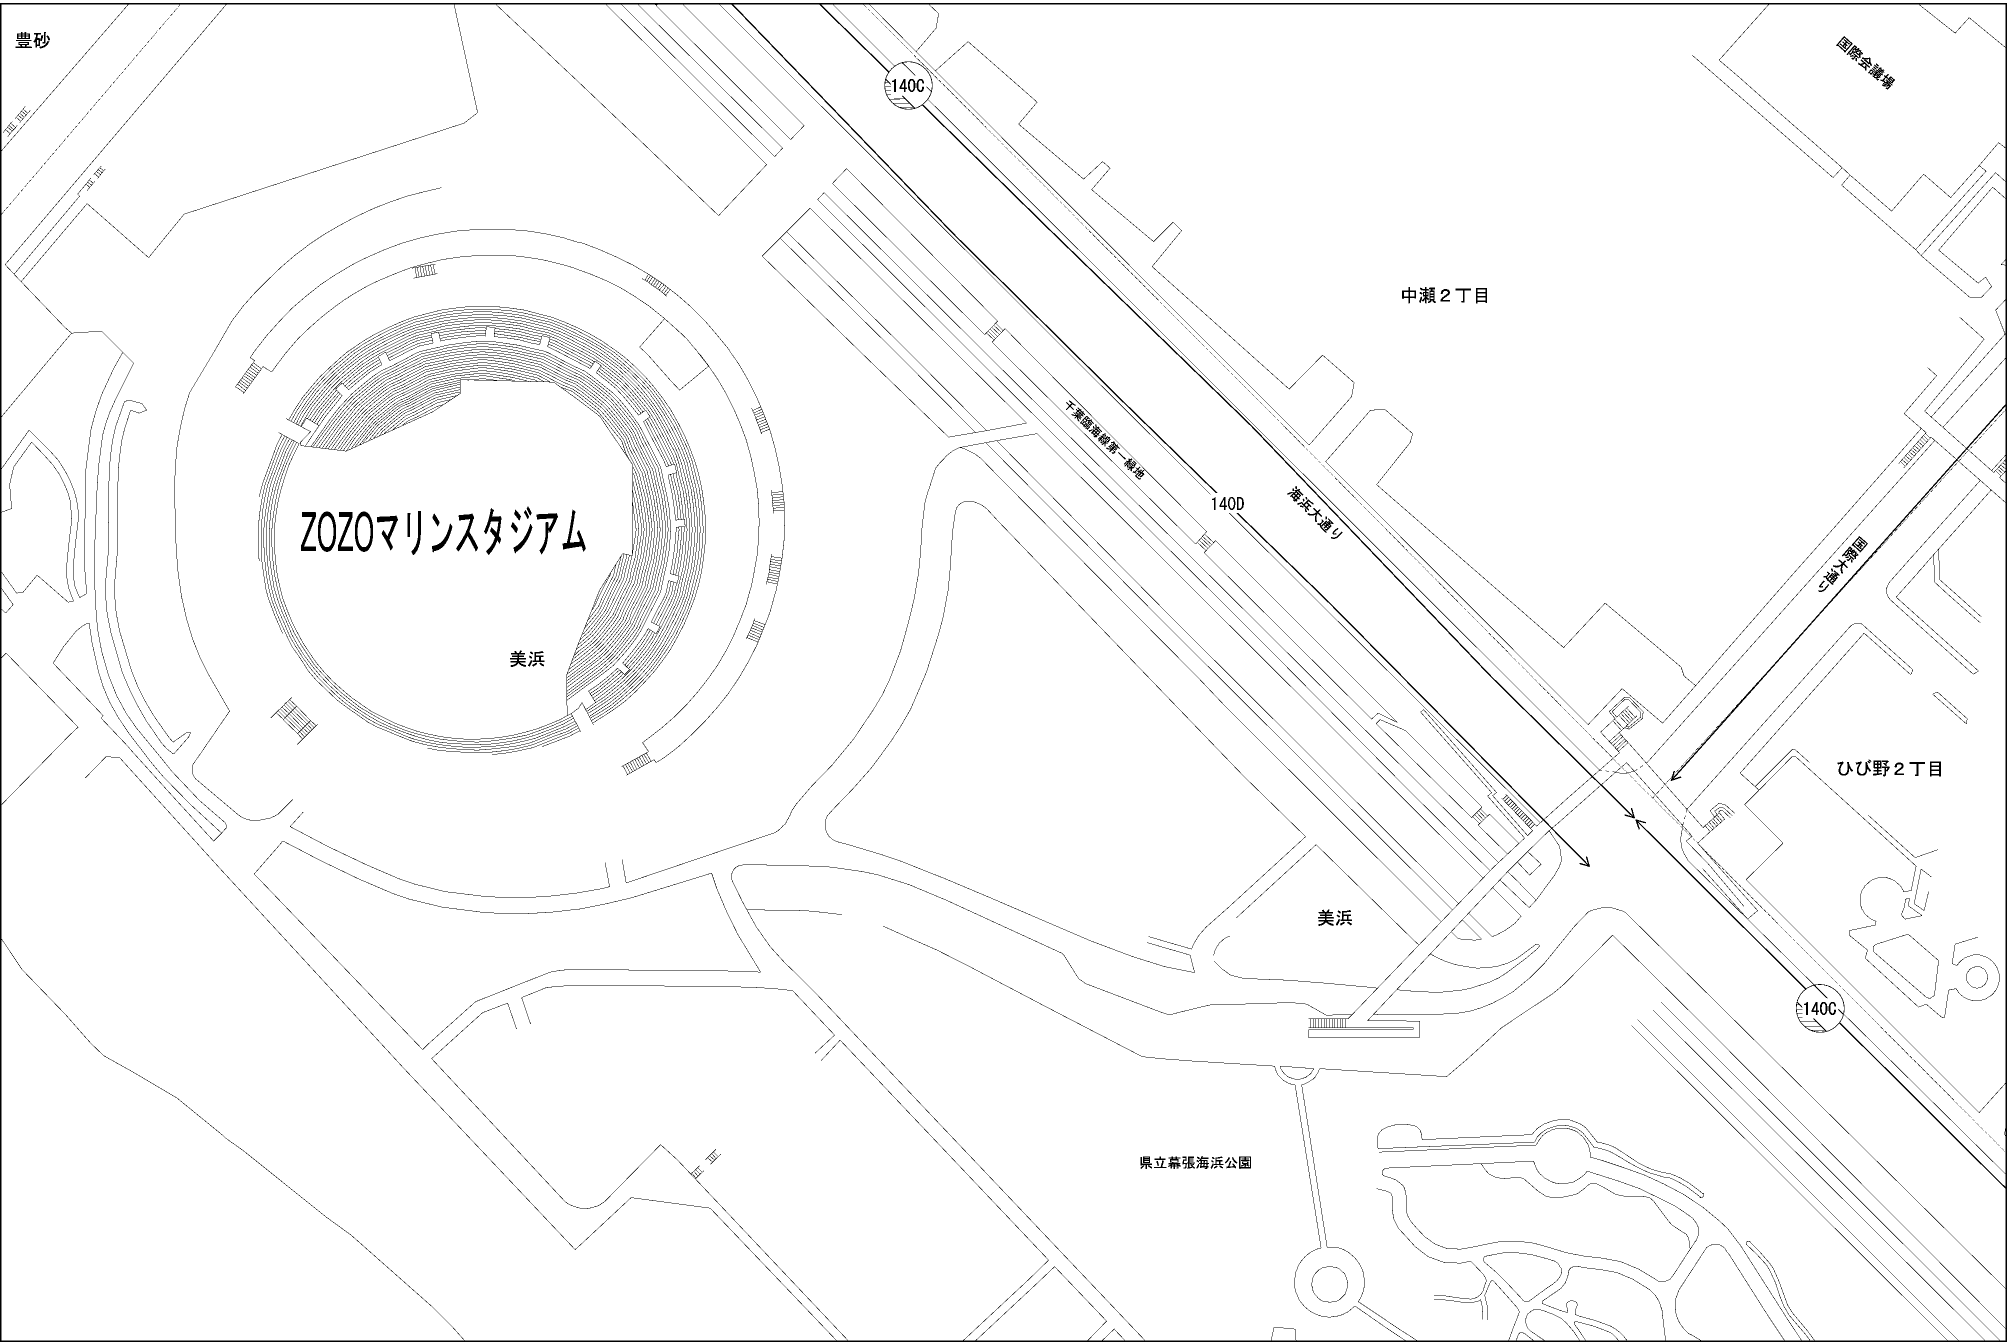 豊砂
国際会議場
140C
中瀬２丁目
千葉臨海線第一緑地
140D
海浜大通り
ZOZOマリンスタジアム
国際大通り
美浜
ひび野２丁目
美浜
140C
県立幕張海浜公園